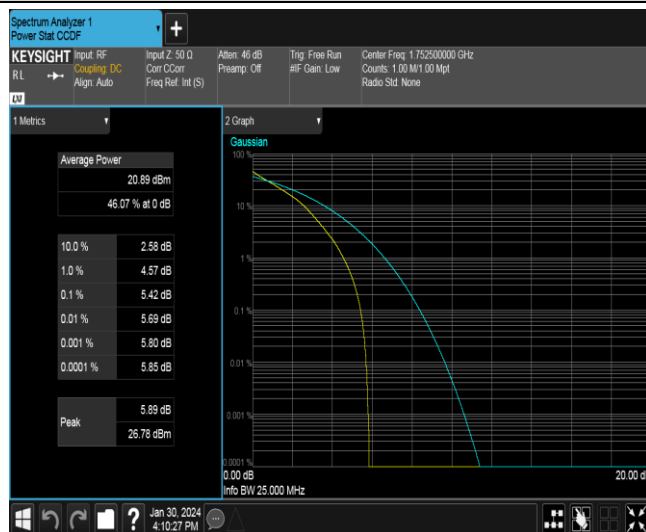 Spectrum Analyzer 1
Power Stat CCDF
+
KEYSIGHT
RL
LXI
Input: RF
Coupling: DC
Align: Auto
Input Z: 50 Ω
Corr CCorr
Freq Ref: Int (S)
Atten: 46 dB
Preamp: Off
Trig: Free Run
#IF Gain: Low
Center Freq: 1.752500000 GHz
Counts: 1.00 M/1.00 Mpt
Radio Std: None
1 Metrics
Average Power
20.89 dBm
46.07 % at 0 dB
10.0 % 2.58 dB
1.0 % 4.57 dB
0.1 % 5.42 dB
0.01 % 5.69 dB
0.001 % 5.80 dB
0.0001 % 5.85 dB
Peak
5.89 dB
26.78 dBm
2 Graph
Gaussian
100 %
10 %
1 %
0.1 %
0.01 %
0.001 %
0.0001 %
0.00 dB
20.00
Info BW 25.000 MHz
?
Jan 30, 2024
4:10:27 PM